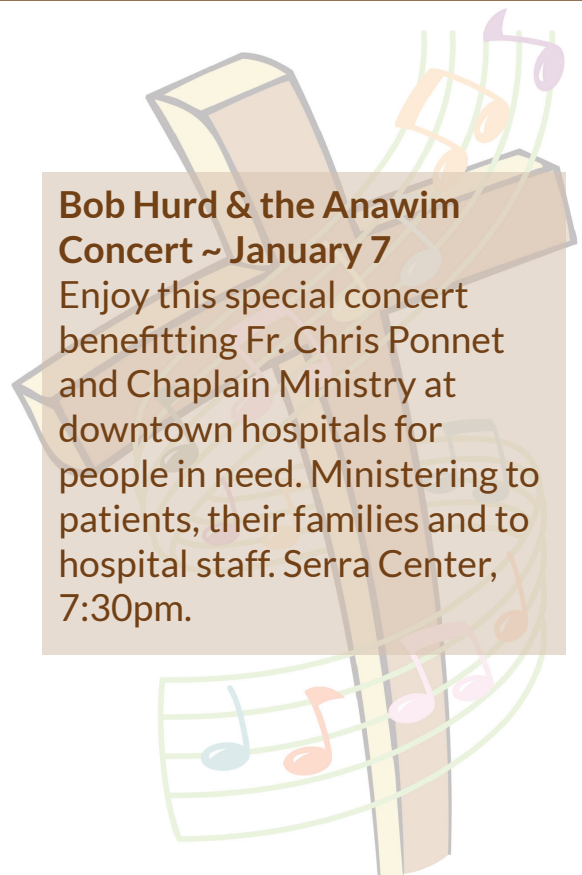 Bob Hurd & the Anawim
Concert ~ January 7
Enjoy this special concert
benefitting Fr. Chris Ponnet
and Chaplain Ministry at
downtown hospitals for
people in need. Ministering to
patients, their families and to
hospital staff. Serra Center,
7:30pm.